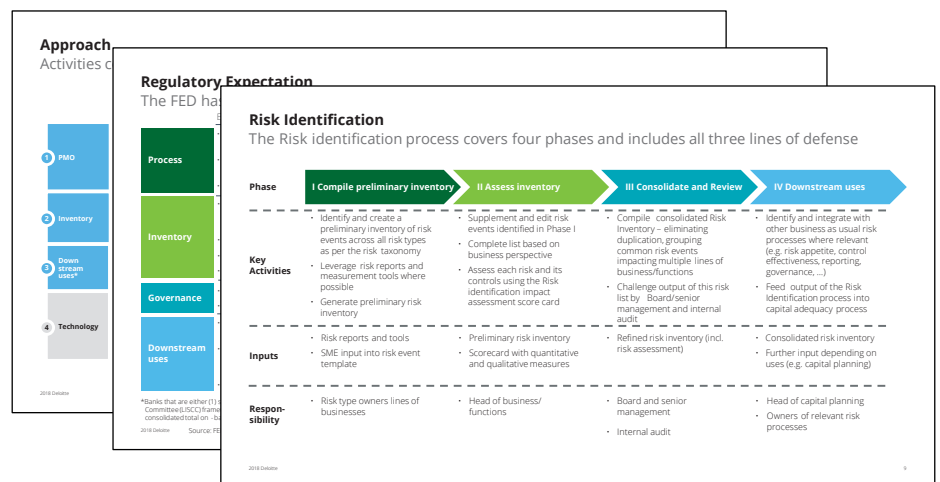 Approach
Activities c
1 PMO
2 Inventory
3 Down
stream
uses*
4 Technology
2018 Deloitte
Regulatory Expectation
The FED has
Process
Inventory
Governance
Downstream
uses
*Banks that are either (1) s
Committee (LISCC) frame
consolidated total on -ba
2018 Deloitte
Source: FE
Risk Identification
The Risk identification process covers four phases and includes all three lines of defense
Phase
I Compile preliminary inventory
II Assess inventory
III Consolidate and Review
IV Downstream uses
Key
Activities
• Identify and create a
preliminary inventory of risk
events across all risk types
as per the risk taxonomy
• Leverage risk reports and
measurement tools where
possible
• Generate preliminary risk
inventory
• Supplement and edit risk
events identified in Phase I
• Complete list based on
business perspective
• Assess each risk and its
controls using the Risk
identification impact
assessment score card
• Compile consolidated Risk
Inventory – eliminating
duplication, grouping
common risk events
impacting multiple lines of
business/functions
• Challenge output of this risk
list by Board/senior
management and internal
audit
• Identify and integrate with
other business as usual risk
processes where relevant
(e.g. risk appetite, control
effectiveness, reporting,
governance, ...)
• Feed output of the Risk
Identification process into
capital adequacy process
Inputs
• Risk reports and tools
• SME input into risk event
template
• Preliminary risk inventory
• Scorecard with quantitative
and qualitative measures
• Refined risk inventory (incl.
risk assessment)
• Consolidated risk inventory
• Further input depending on
uses (e.g. capital planning)
Respon-
sibility
• Risk type owners lines of
businesses
• Head of business/
functions
• Board and senior
management
• Internal audit
• Head of capital planning
• Owners of relevant risk
processes
2018 Deloitte